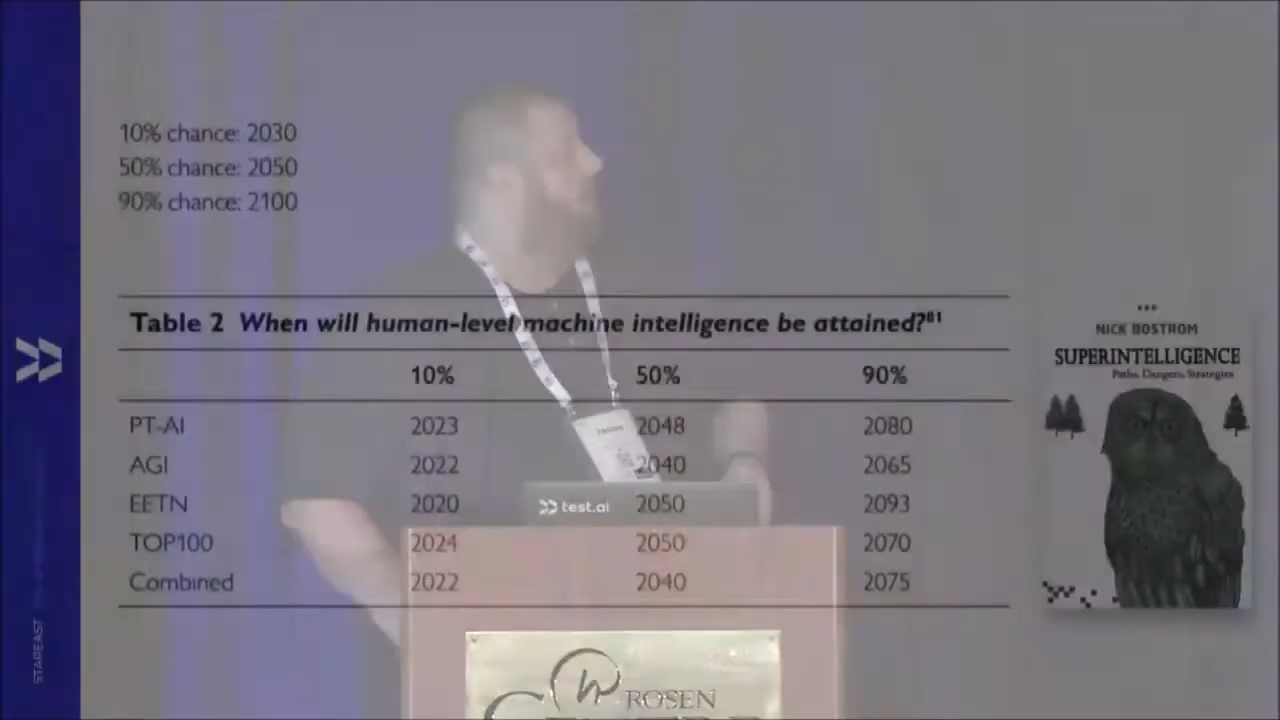 10% chance: 2030
50% chance: 2050
90% chance: 2100
Table 2 When will human-level machine intelligence be attained?81
10% 50% 90%
PT-AI 2023 2048 2080
AGI 2022 2040 2065
EETN 2020 2050 2093
TOP100 2024 2050 2070
Combined 2022 2040 2075
NICK BOSTROM
SUPERINTELLIGENCE
Paths, Dangers, Strategies
test.ai
ROSEN
STAREAST